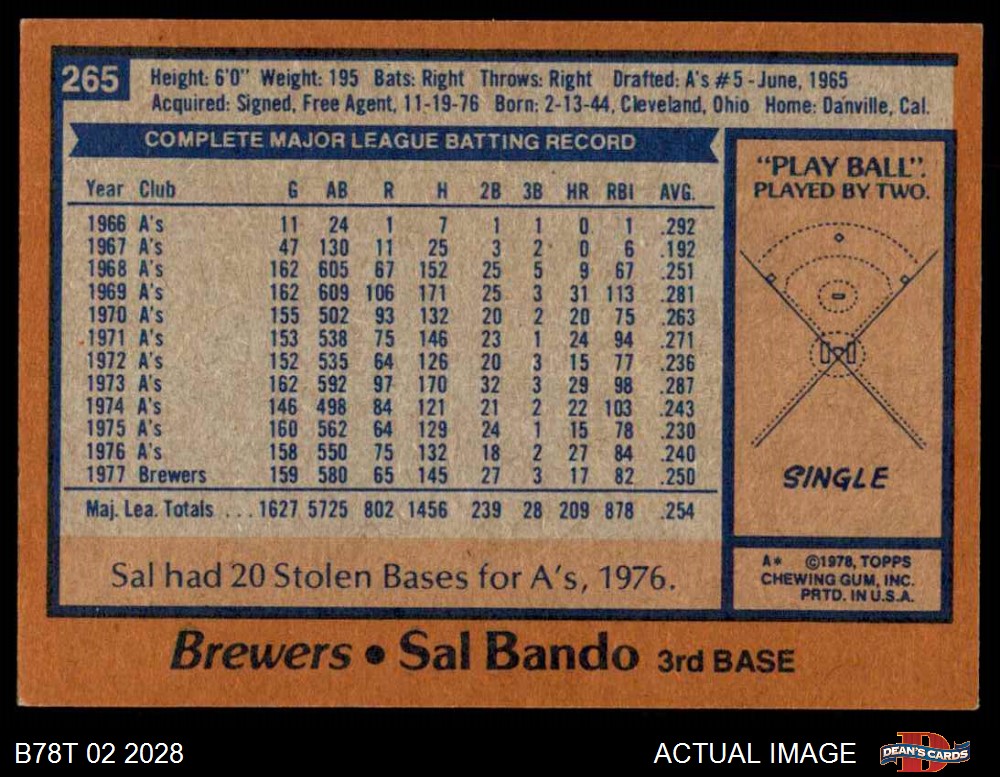 265
Height: 6'0" Weight: 195 Bats: Right Throws: Right Drafted: A's #5 - June, 1965
Acquired: Signed, Free Agent, 11-19-76 Born: 2-13-44, Cleveland, Ohio Home: Danville, Cal.
COMPLETE MAJOR LEAGUE BATTING RECORD
Year Club G AB R H 2B 3B HR RBI AVG.
1966 A's 11 24 1 7 1 1 0 1 .292
1967 A's 47 130 11 25 3 2 0 6 .192
1968 A's 162 605 67 152 25 5 9 67 .251
1969 A's 162 609 106 171 25 3 31 113 .281
1970 A's 155 502 93 132 20 2 20 75 .263
1971 A's 153 538 75 146 23 1 24 94 .271
1972 A's 152 535 64 126 20 3 15 77 .236
1973 A's 162 592 97 170 32 3 29 98 .287
1974 A's 146 498 84 121 21 2 22 103 .243
1975 A's 160 562 64 129 24 1 15 78 .230
1976 A's 158 550 75 132 18 2 27 84 .240
1977 Brewers 159 580 65 145 27 3 17 82 .250
Maj. Lea. Totals ... 1627 5725 802 1456 239 28 209 878 .254
Sal had 20 Stolen Bases for A's, 1976.
"PLAY BALL".
PLAYED BY TWO.
SINGLE
A* ©1978, TOPPS
CHEWING GUM, INC.
PRTD. IN U.S.A.
Brewers • Sal Bando 3rd BASE
B78T 02 2028
ACTUAL IMAGE
D
DEAN'S CARDS